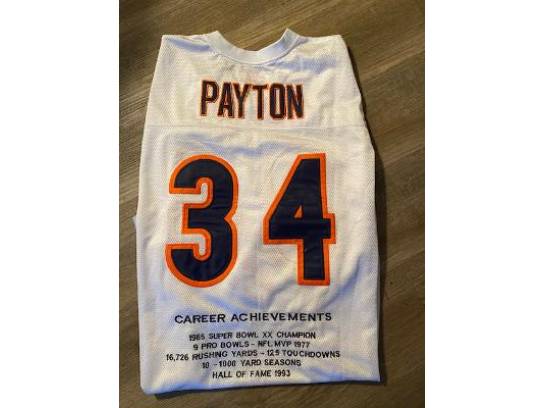 PAYTON
34
CAREER ACHIEVEMENTS
1985 SUPER BOWL XX CHAMPION
9 PRO BOWLS - NFL MVP 1977
16,726 RUSHING YARDS - 125 TOUCHDOWNS
10 - 1000 YARD SEASONS
HALL OF FAME 1993